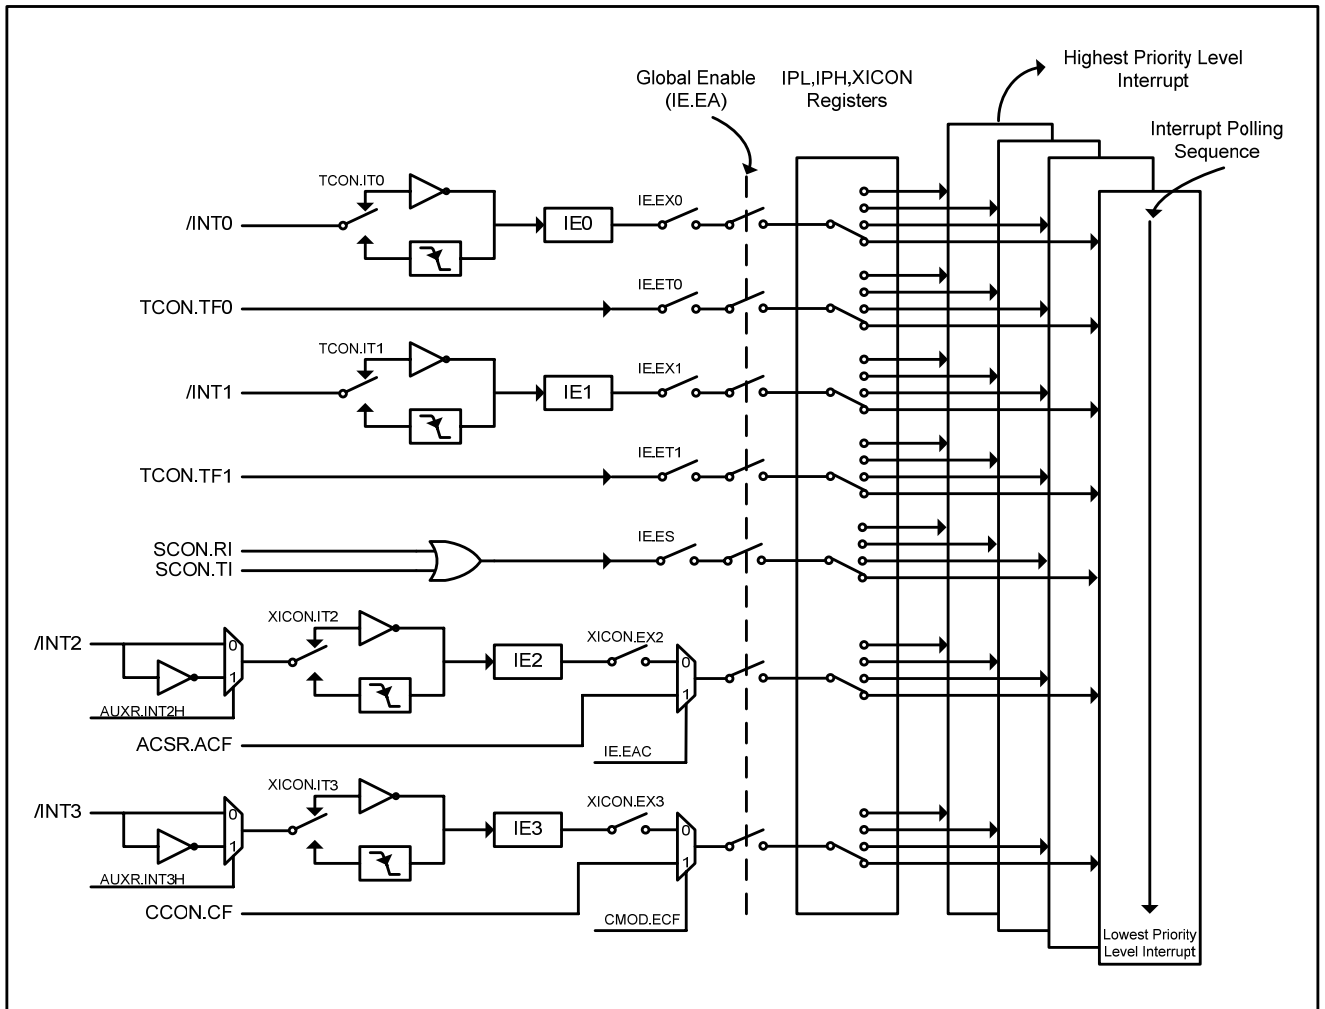 Highest Priority Level
Interrupt
Global Enable
(IE.EA)
IPL,IPH,XICON
Registers
Interrupt Polling
Sequence
TCON.IT0
/INT0
IE0
IE.EX0
TCON.TF0
IE.ET0
TCON.IT1
/INT1
IE1
IE.EX1
TCON.TF1
IE.ET1
SCON.RI
SCON.TI
IE.ES
/INT2
0
1
AUXR.INT2H
XICON.IT2
IE2
XICON.EX2
0
1
ACSR.ACF
IE.EAC
/INT3
0
1
AUXR.INT3H
XICON.IT3
IE3
XICON.EX3
0
1
CCON.CF
CMOD.ECF
Lowest Priority
Level Interrupt